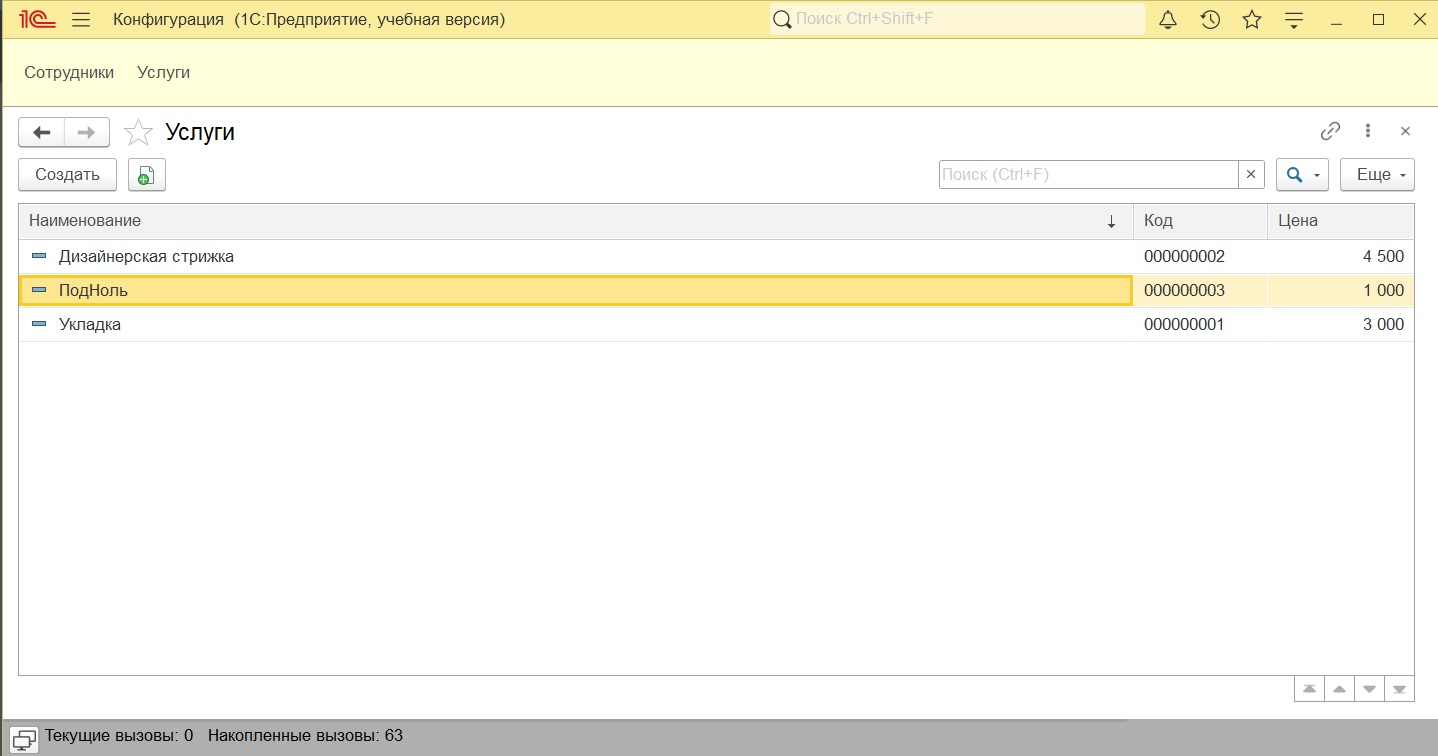 1С Конфигурация (1С:Предприятие, учебная версия) Поиск Ctrl+Shift+F
Сотрудники Услуги
Услуги
Создать Поиск (Ctrl+F) Еще
Наименование Код Цена
Дизайнерская стрижка 000000002 4 500
ПодНоль 000000003 1 000
Укладка 000000001 3 000
Текущие вызовы: 0 Накопленные вызовы: 63